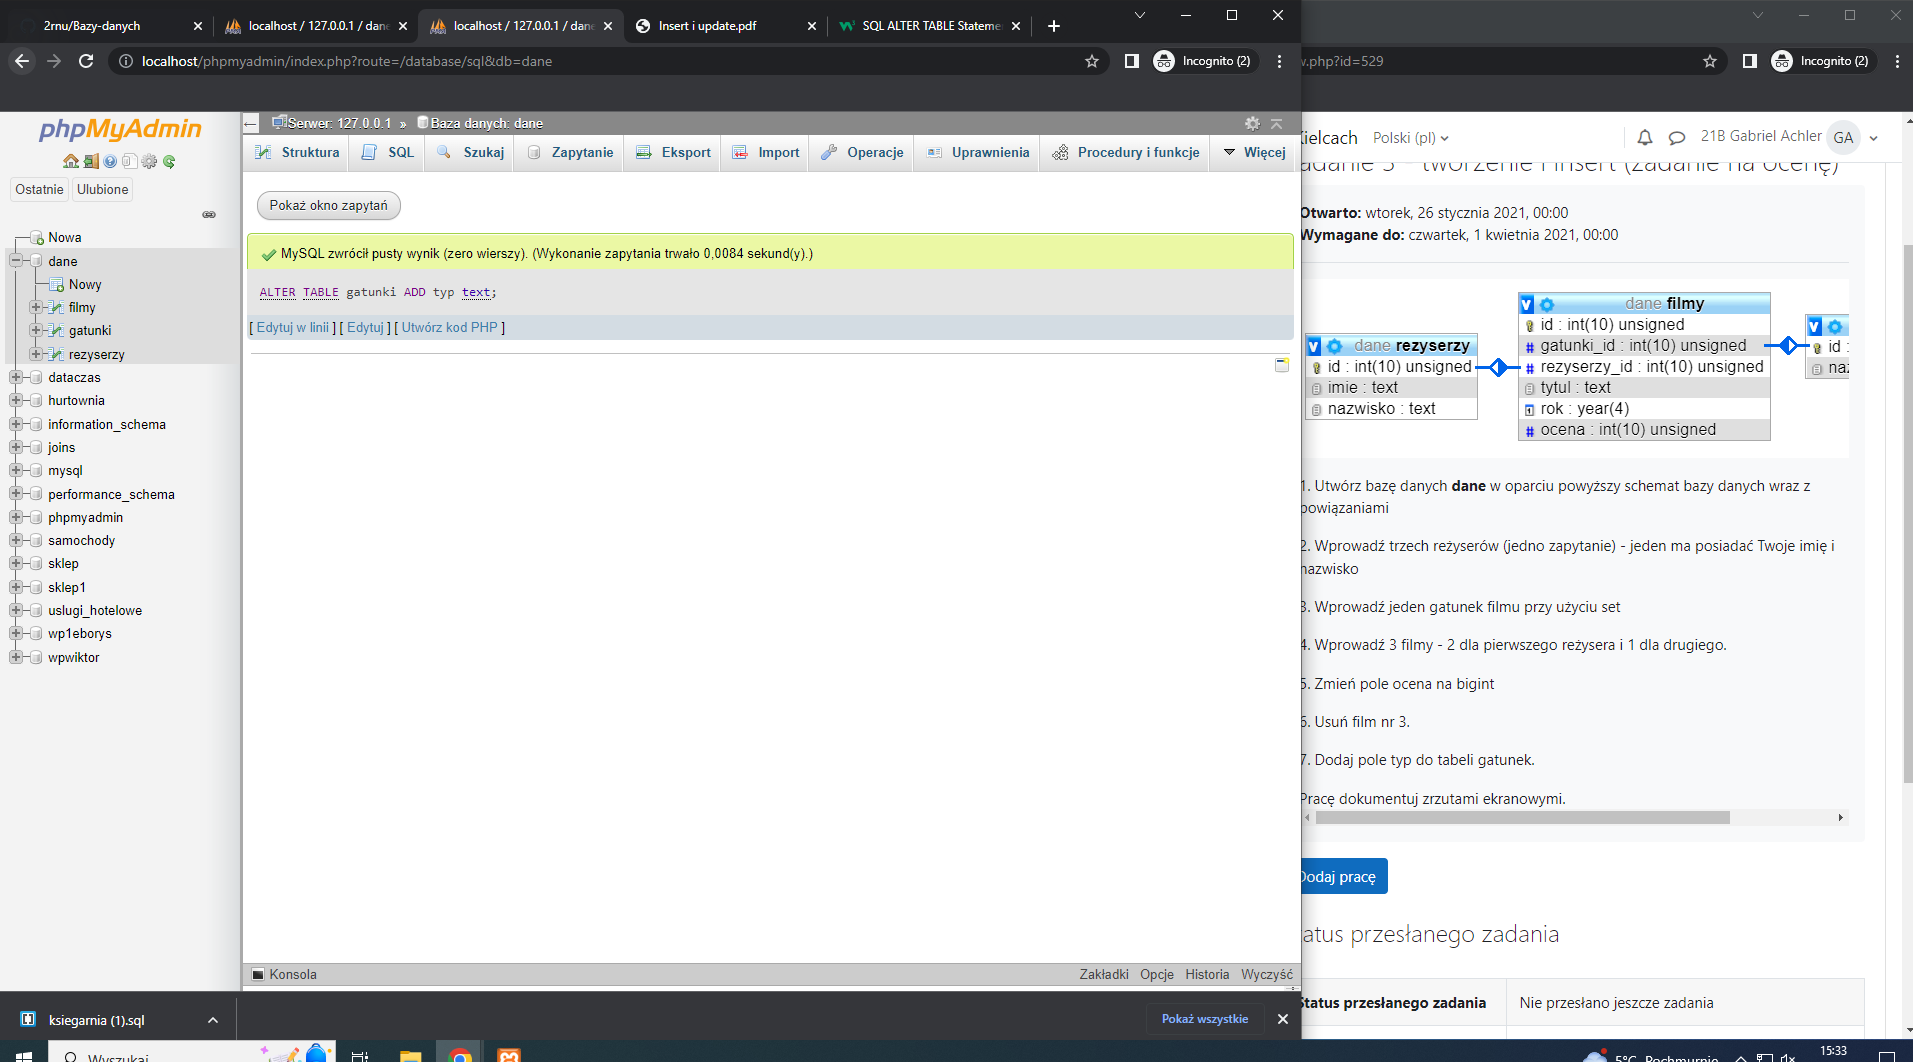 2rnu/Bazy-danych
localhost / 127.0.0.1 / dane
localhost / 127.0.0.1 / dane
Insert i update.pdf
SQL ALTER TABLE Stateme
localhost/phpmyadmin/index.php?route=/database/sql&db=dane
Incognito (2)
w.php?id=529
Incognito (2)
phpMyAdmin
Ostatnie
Ulubione
Nowa
dane
Nowy
filmy
gatunki
rezyserzy
dataczas
hurtownia
information_schema
joins
mysql
performance_schema
phpmyadmin
samochody
sklep
sklep1
uslugi_hotelowe
wp1eborys
wpwiktor
Serwer: 127.0.0.1 » Baza danych: dane
Struktura
SQL
Szukaj
Zapytanie
Eksport
Import
Operacje
Uprawnienia
Procedury i funkcje
Więcej
Pokaż okno zapytań
MySQL zwrócił pusty wynik (zero wierszy). (Wykonanie zapytania trwało 0,0084 sekund(y).)
ALTER TABLE gatunki ADD typ text;
[ Edytuj w linii ] [ Edytuj ] [ Utwórz kod PHP ]
Konsola
Zakładki Opcje Historia Wyczyść
Kielcach
Polski (pl)
21B Gabriel Achler
GA
adanie 3 - tworzenie i insert (zadanie na ocenę)
Otwarto: wtorek, 26 stycznia 2021, 00:00
Wymagane do: czwartek, 1 kwietnia 2021, 00:00
dane rezyserzy
id : int(10) unsigned
imie : text
nazwisko : text
dane filmy
id : int(10) unsigned
gatunki_id : int(10) unsigned
rezyserzy_id : int(10) unsigned
tytul : text
rok : year(4)
ocena : int(10) unsigned
id :
naz
1. Utwórz bazę danych dane w oparciu powyższy schemat bazy danych wraz z
powiązaniami
2. Wprowadź trzech reżyserów (jedno zapytanie) - jeden ma posiadać Twoje imię i
nazwisko
3. Wprowadź jeden gatunek filmu przy użyciu set
4. Wprowadź 3 filmy - 2 dla pierwszego reżysera i 1 dla drugiego.
5. Zmień pole ocena na bigint
6. Usuń film nr 3.
7. Dodaj pole typ do tabeli gatunek.
Pracę dokumentuj zrzutami ekranowymi.
Dodaj pracę
atus przesłanego zadania
Status przesłanego zadania
Nie przesłano jeszcze zadania
ksiegarnia (1).sql
Pokaż wszystkie
Wyszukaj
5°C Pochmurnie
15:33